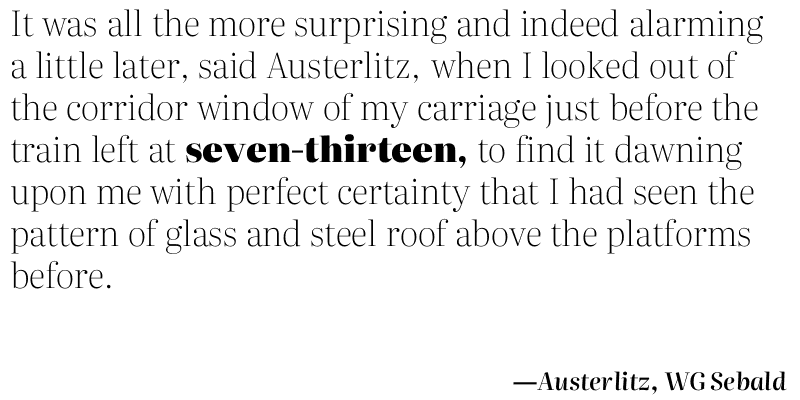 It was all the more surprising and indeed alarming
a little later, said Austerlitz, when I looked out of
the corridor window of my carriage just before the
train left at seven-thirteen, to find it dawning
upon me with perfect certainty that I had seen the
pattern of glass and steel roof above the platforms
before.
—Austerlitz, WG Sebald